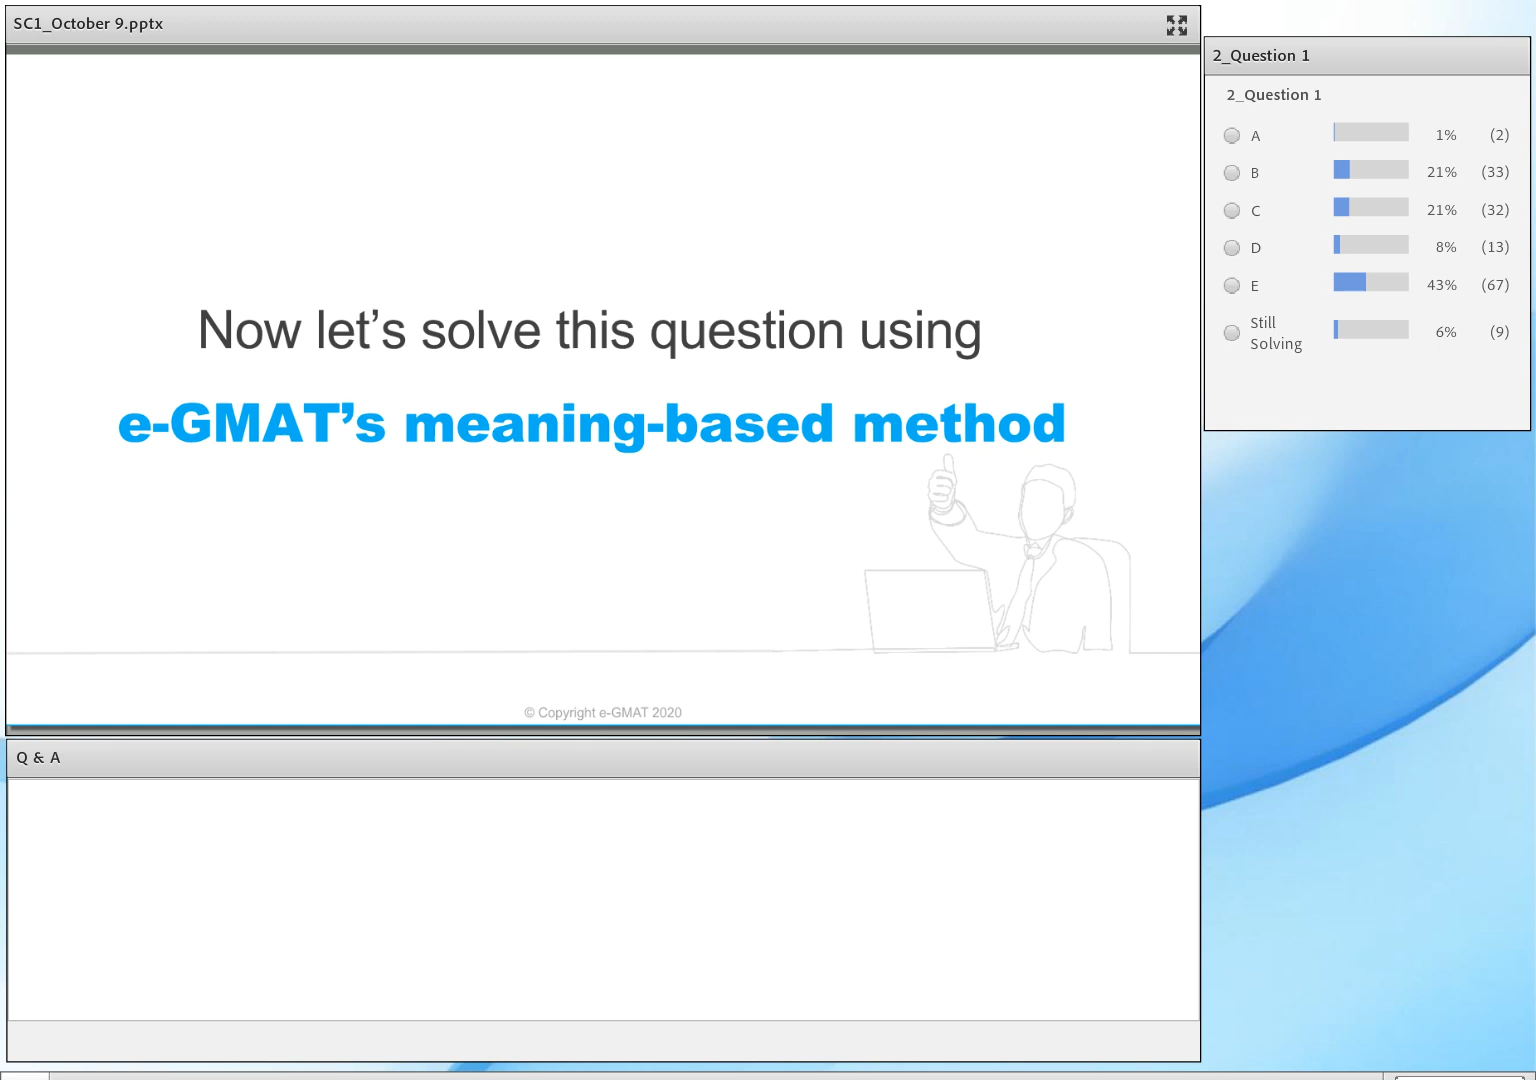 SC1_October 9.pptx
Now let’s solve this question using
e-GMAT’s meaning-based method
© Copyright e-GMAT 2020
Q & A
2_Question 1
2_Question 1
A 1% (2)
B 21% (33)
C 21% (32)
D 8% (13)
E 43% (67)
Still
Solving 6% (9)